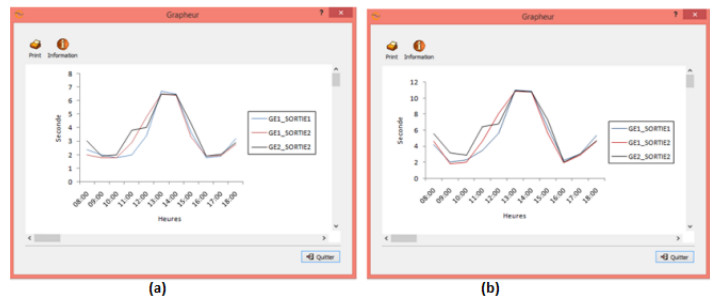 Grapheur
?
×
Print
Information
8
7
6
5
4
3
2
1
0
Seconde
08:00
09:00
10:00
11:00
12:00
13:00
14:00
15:00
16:00
17:00
18:00
Heures
GE1_SORTIE1
GE1_SORTIE2
GE2_SORTIE2
Quitter
(a)
Grapheur
?
×
Print
Information
12
10
8
6
4
2
0
Seconde
08:00
09:00
10:00
11:00
12:00
13:00
14:00
15:00
16:00
17:00
18:00
Heures
GE1_SORTIE1
GE1_SORTIE2
GE2_SORTIE2
Quitter
(b)